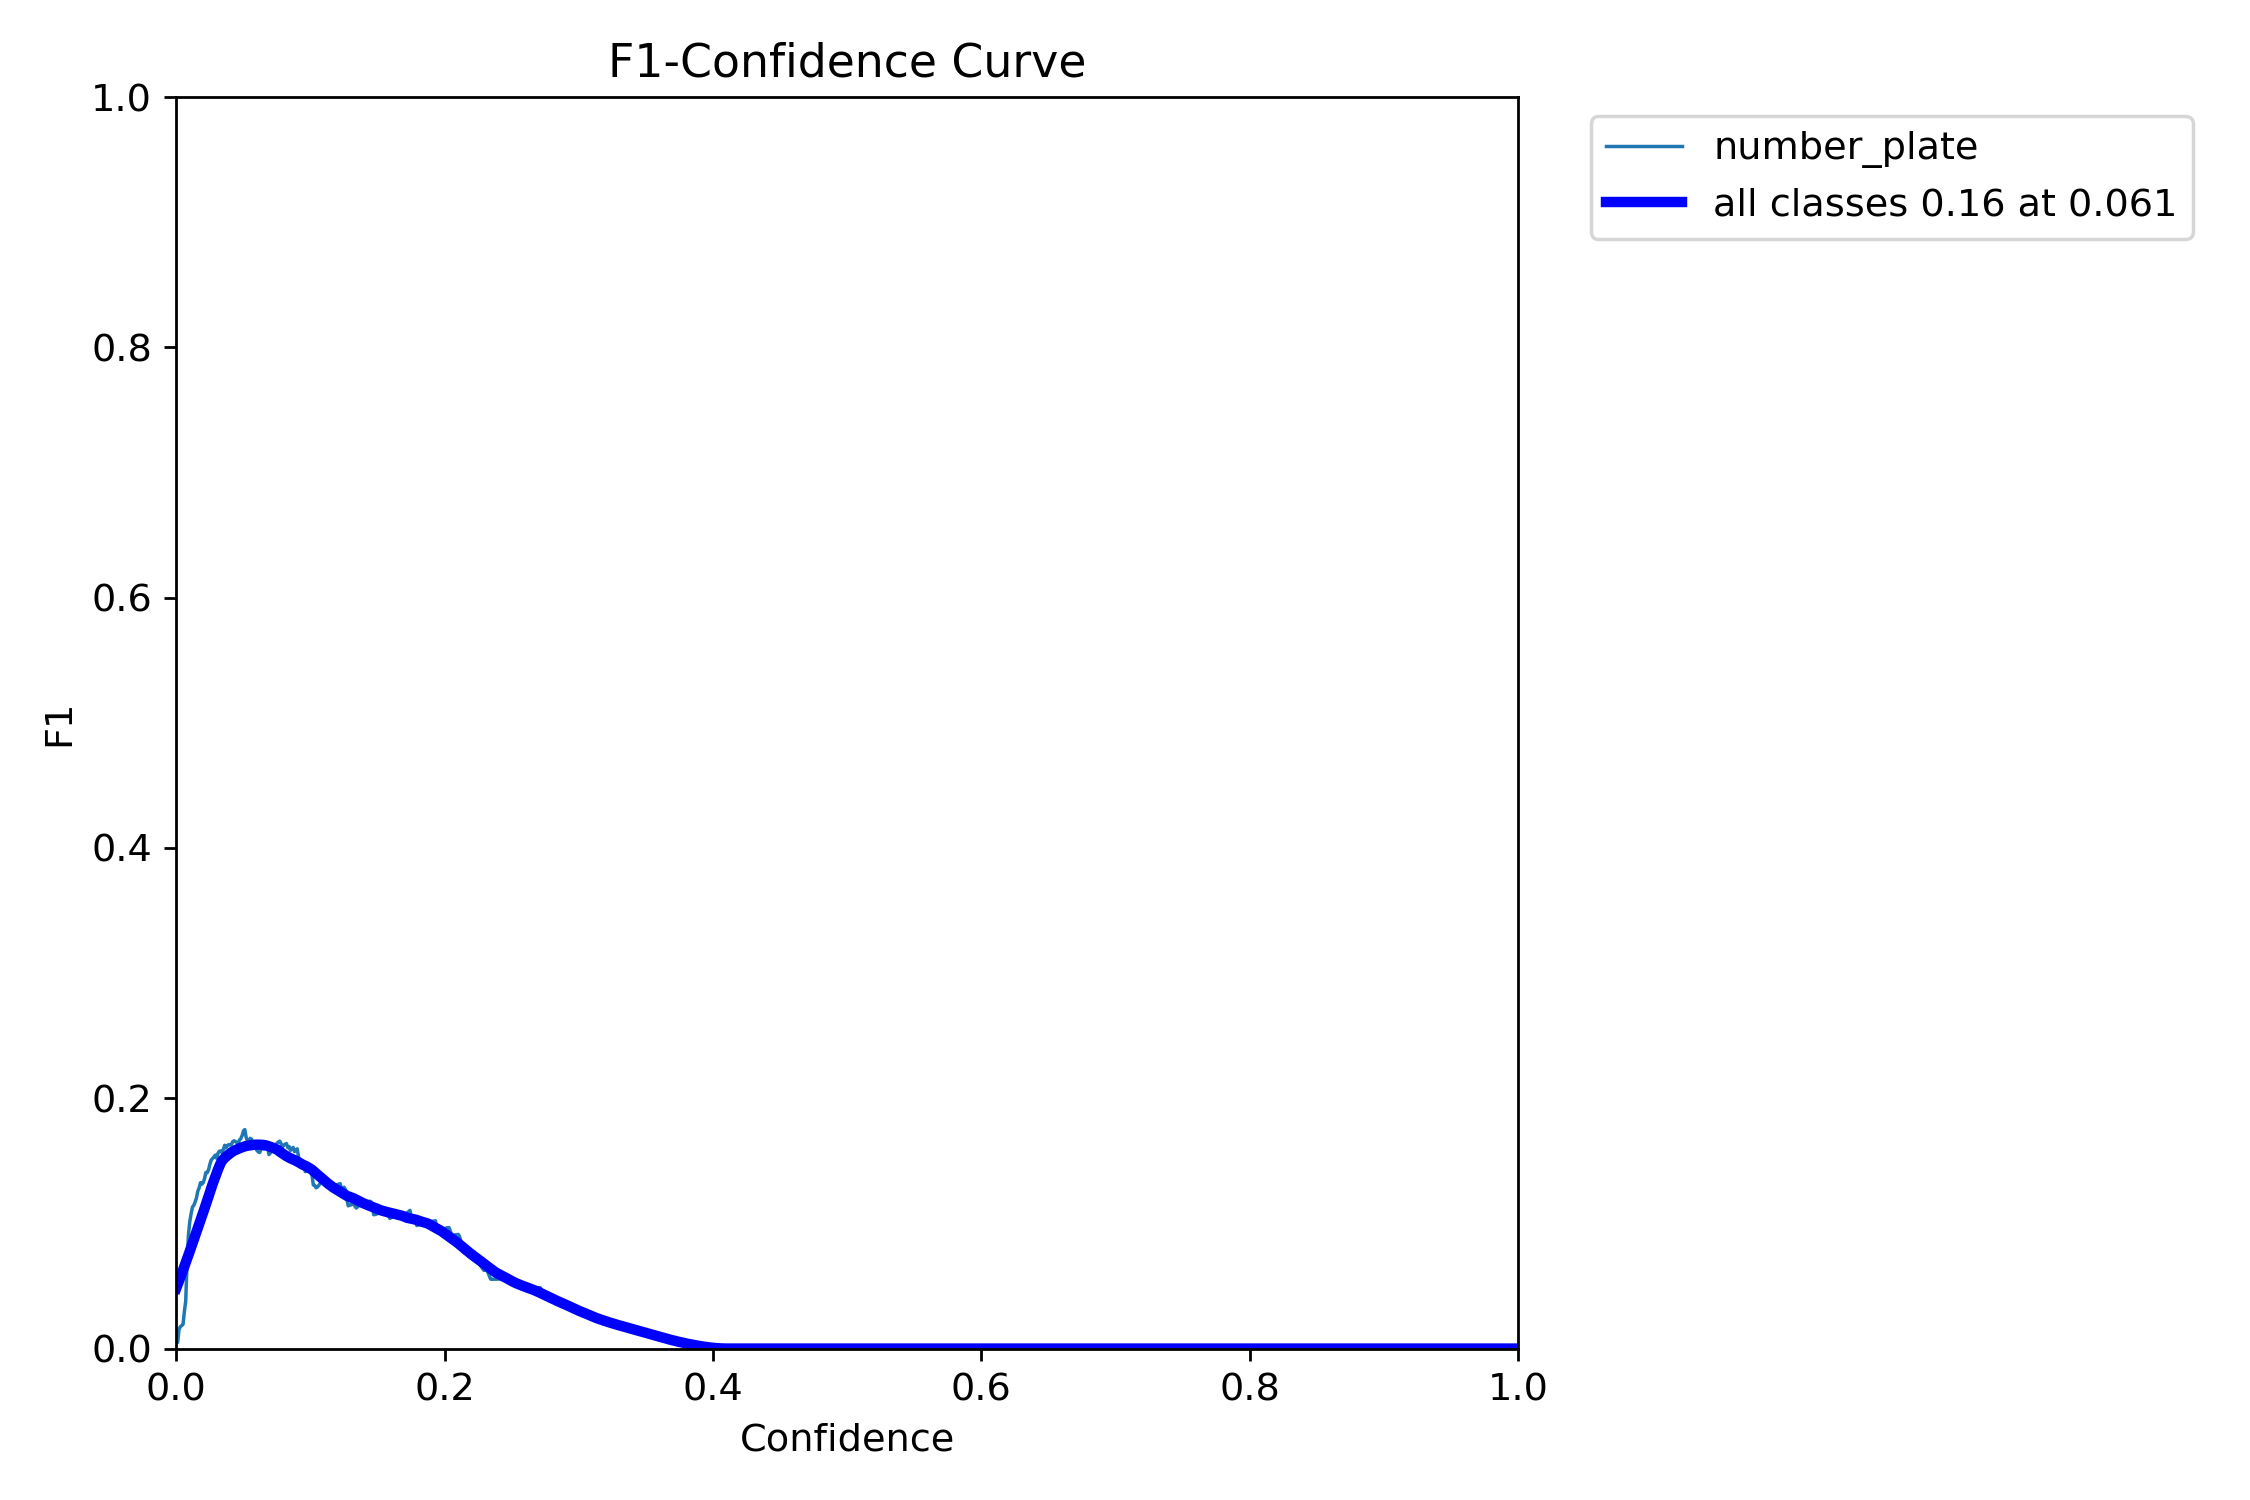 F1-Confidence Curve
1.0
0.8
0.6
0.4
0.2
0.0
F1
0.0 0.2 0.4 0.6 0.8 1.0
Confidence
number_plate
all classes 0.16 at 0.061